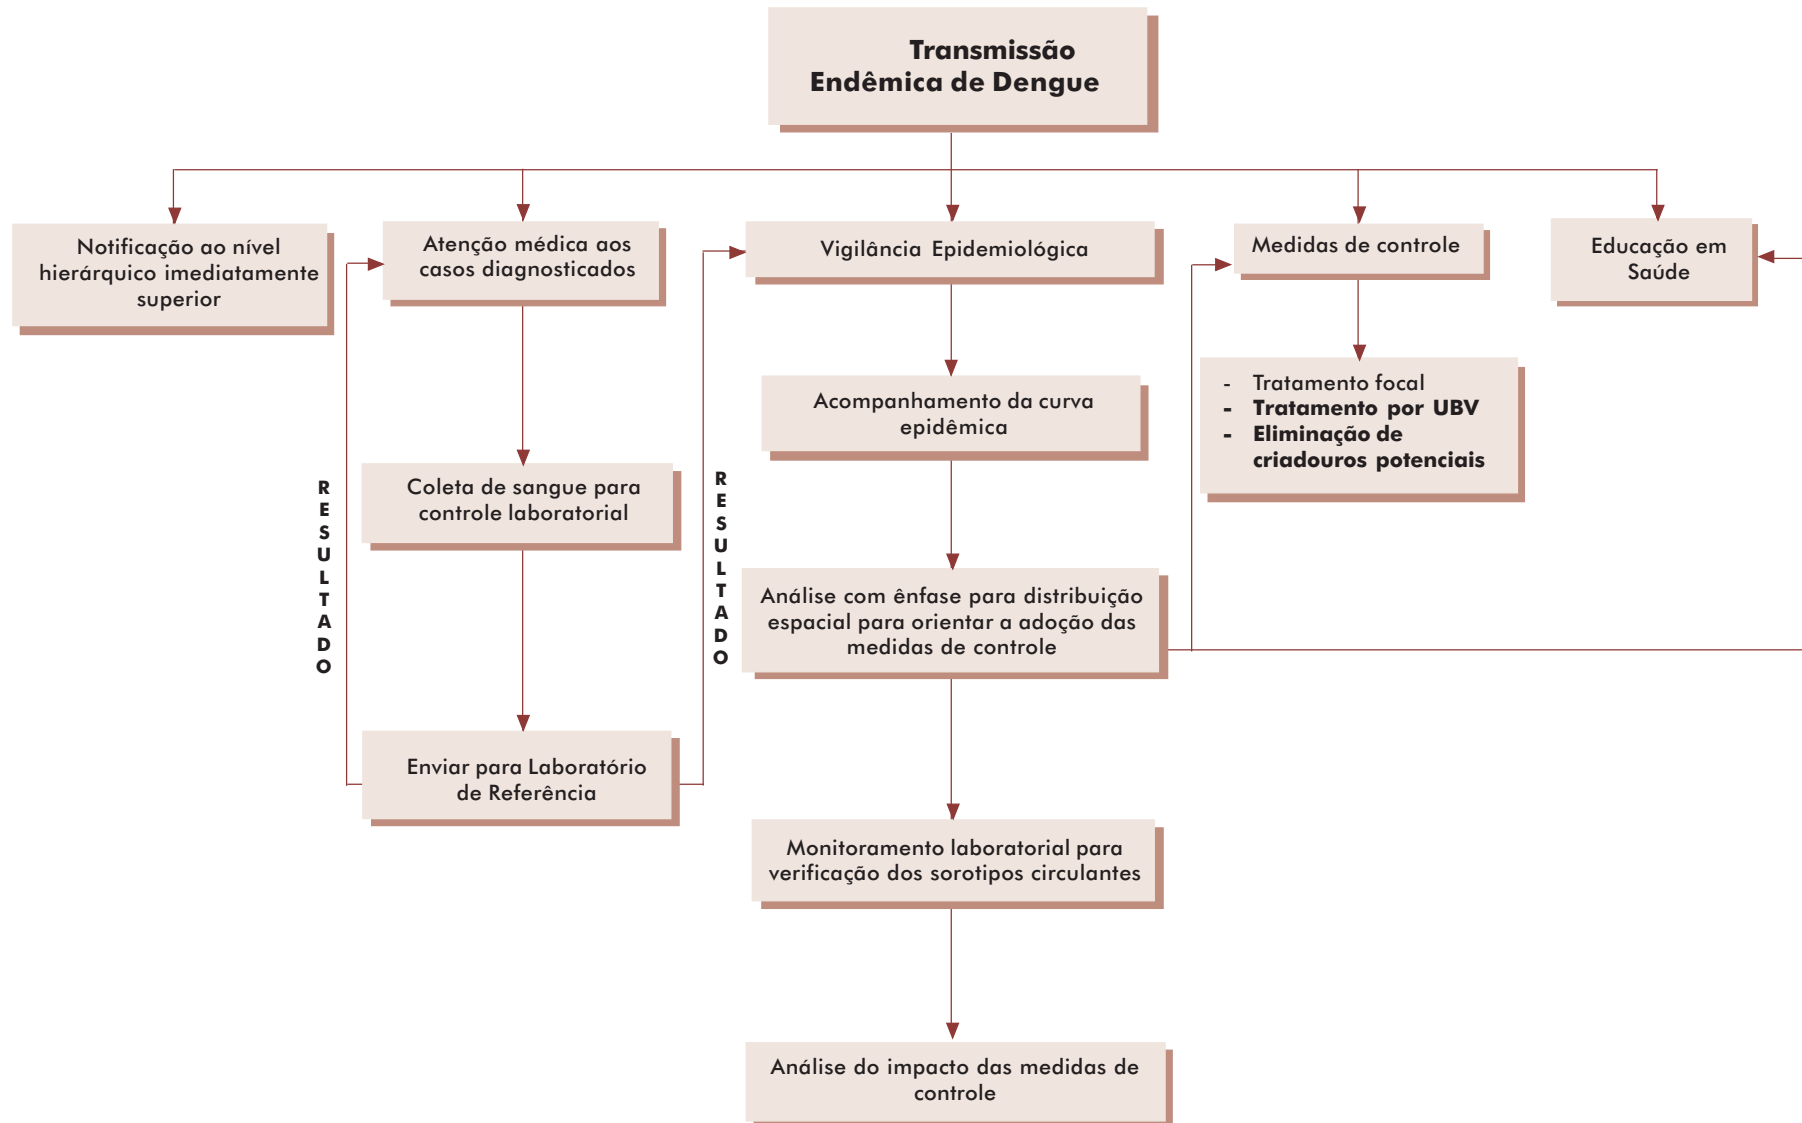 Transmissão
Endêmica de Dengue
Notificação ao nível
hierárquico imediatamente
superior
Atenção médica aos
casos diagnosticados
Vigilância Epidemiológica
Medidas de controle
Educação em
Saúde
- Tratamento focal
- Tratamento por UBV
- Eliminação de
criadouros potenciais
Acompanhamento da curva
epidêmica
RESULTADO
Coleta de sangue para
controle laboratorial
RESULTADO
Análise com ênfase para distribuição
espacial para orientar a adoção das
medidas de controle
Enviar para Laboratório
de Referência
Monitoramento laboratorial para
verificação dos sorotipos circulantes
Análise do impacto das medidas de
controle